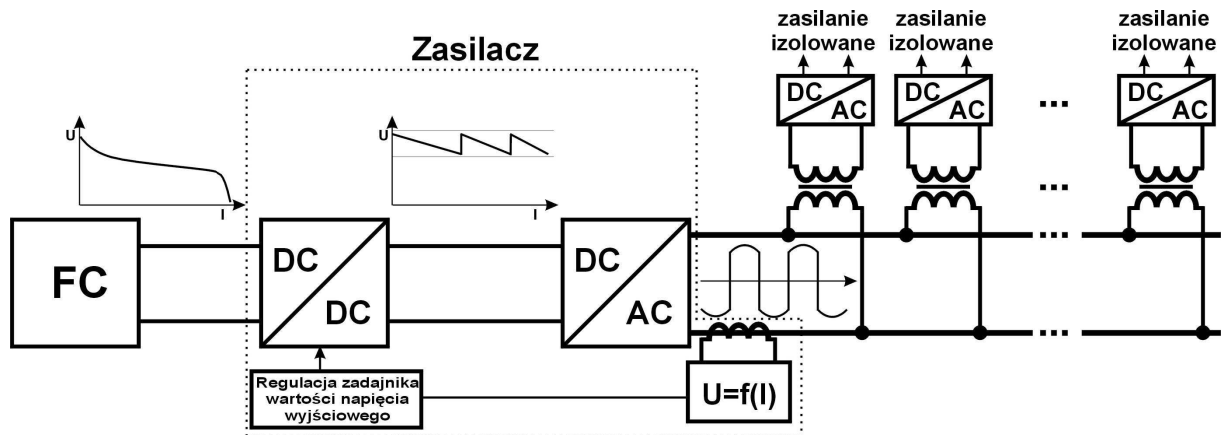 zasilanie
izolowane
zasilanie
izolowane
zasilanie
izolowane
Zasilacz
DC
AC
DC
AC
...
DC
AC
U
I
U
I
...
FC
DC
DC
DC
AC
...
...
Regulacja zadajnika
wartości napięcia
wyjściowego
U=f(I)